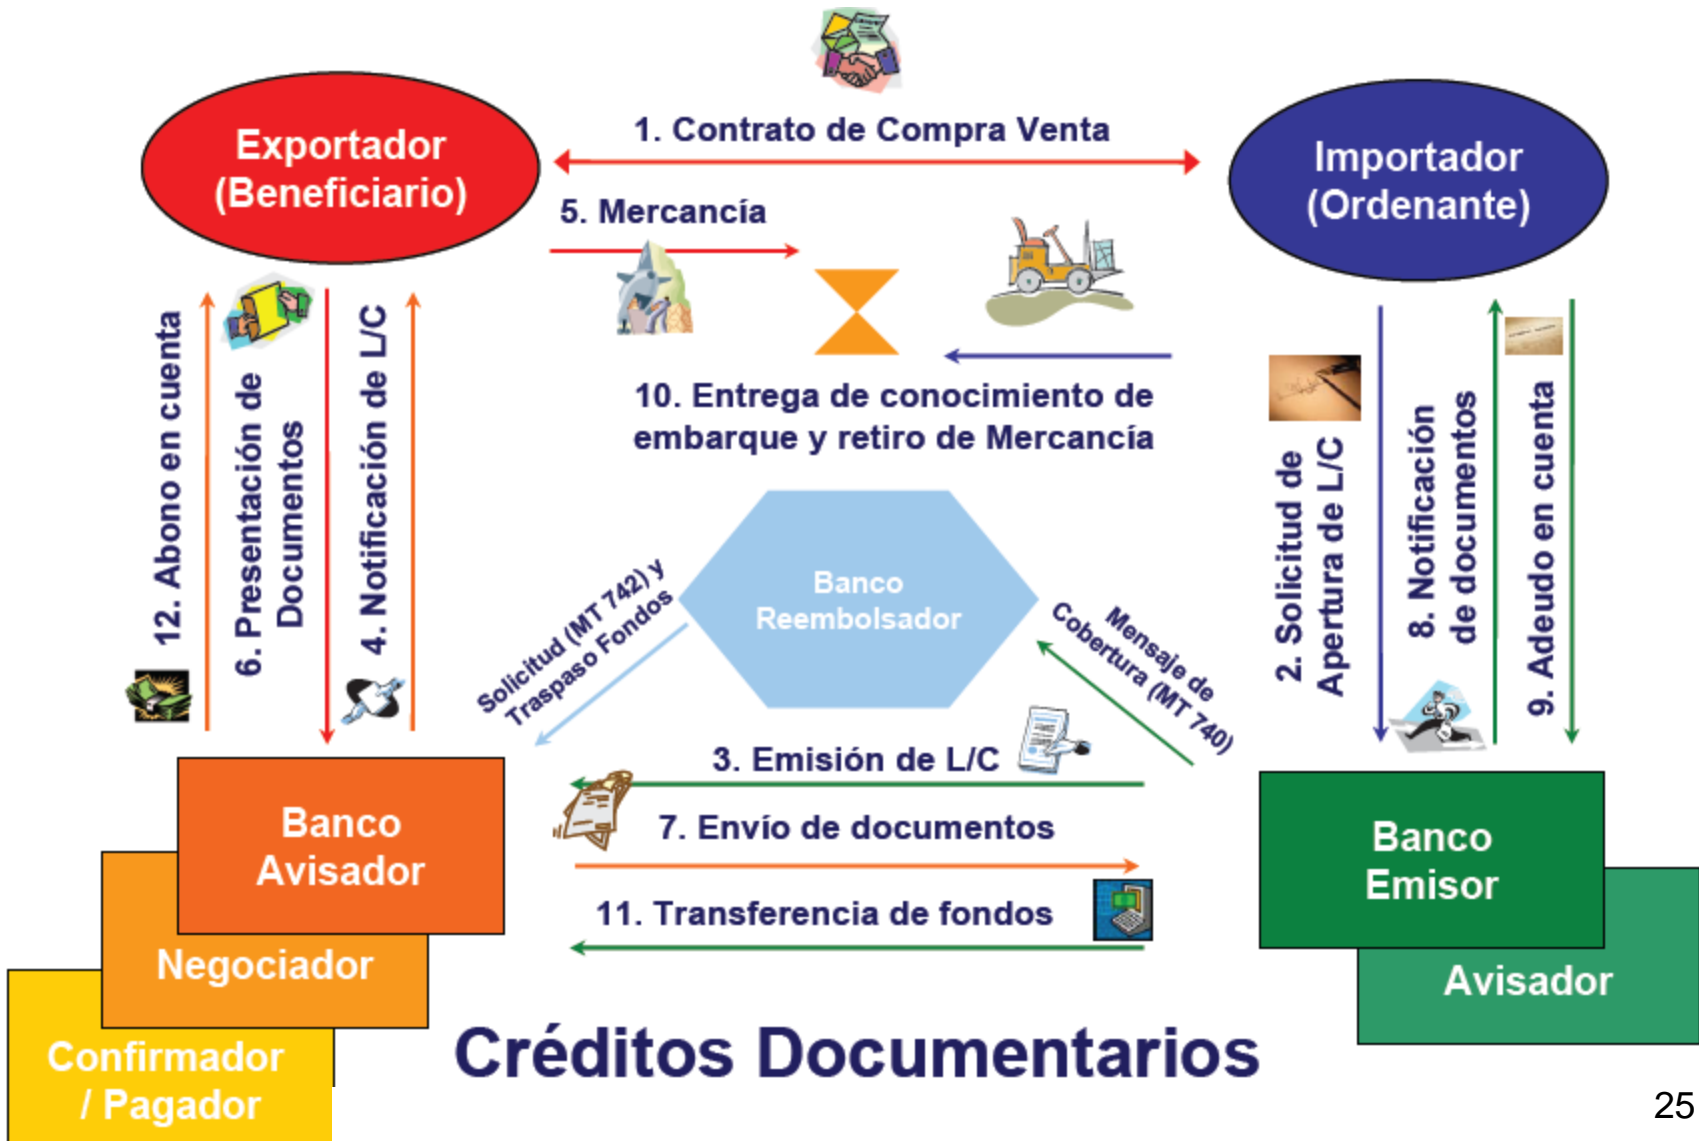 1. Contrato de Compra Venta
Exportador
(Beneficiario)
Importador
(Ordenante)
5. Mercancía
10. Entrega de conocimiento de
embarque y retiro de Mercancía
12. Abono en cuenta
6. Presentación de
Documentos
4. Notificación de L/C
2. Solicitud de
Apertura de L/C
8. Notificación
de documentos
9. Adeudo en cuenta
Banco
Reembolsador
Solicitud (MT 742) y
Traspaso Fondos
Mensaje de
Cobertura (MT 740)
3. Emisión de L/C
7. Envío de documentos
11. Transferencia de fondos
Banco
Avisador
Negociador
Confirmador
/ Pagador
Banco
Emisor
Avisador
Créditos Documentarios
25